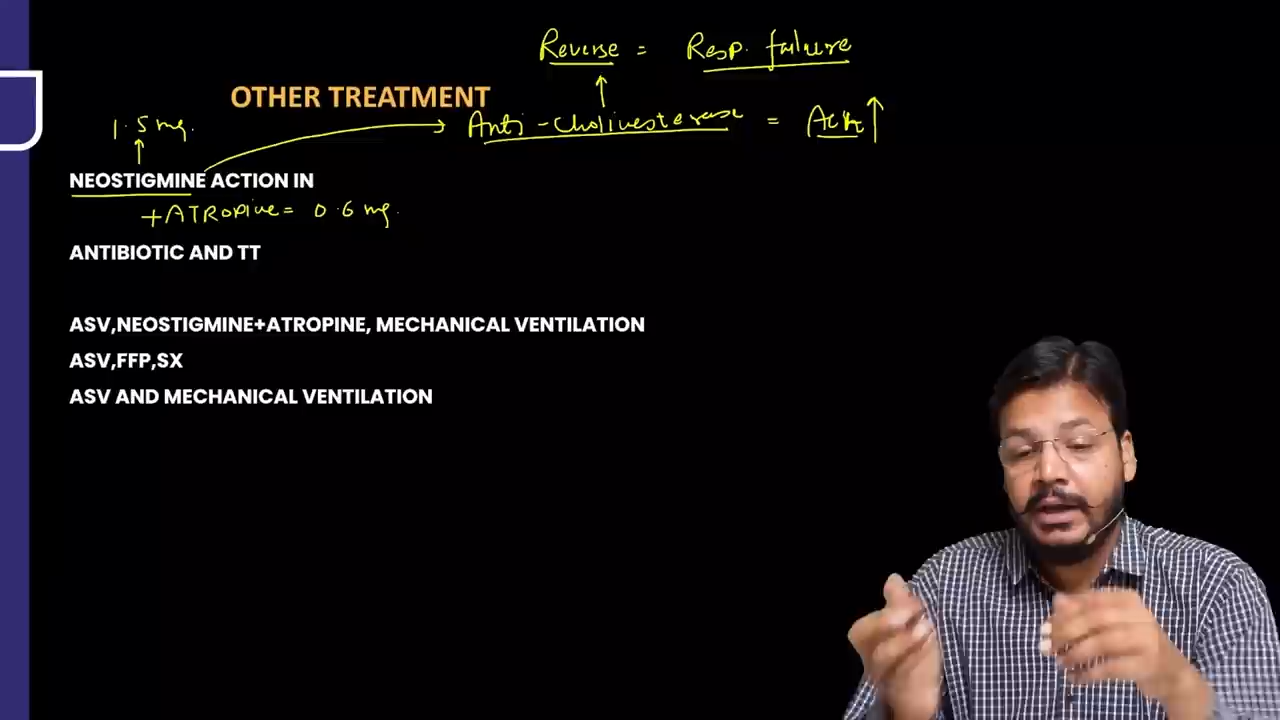 Reverse = Resp. failure
OTHER TREATMENT
1.5 mg.
Anti-cholinesterase = Ach ↑
NEOSTIGMINE ACTION IN
+ATROPINE = 0.6 mg.
ANTIBIOTIC AND TT
ASV,NEOSTIGMINE+ATROPINE, MECHANICAL VENTILATION
ASV,FFP,SX
ASV AND MECHANICAL VENTILATION